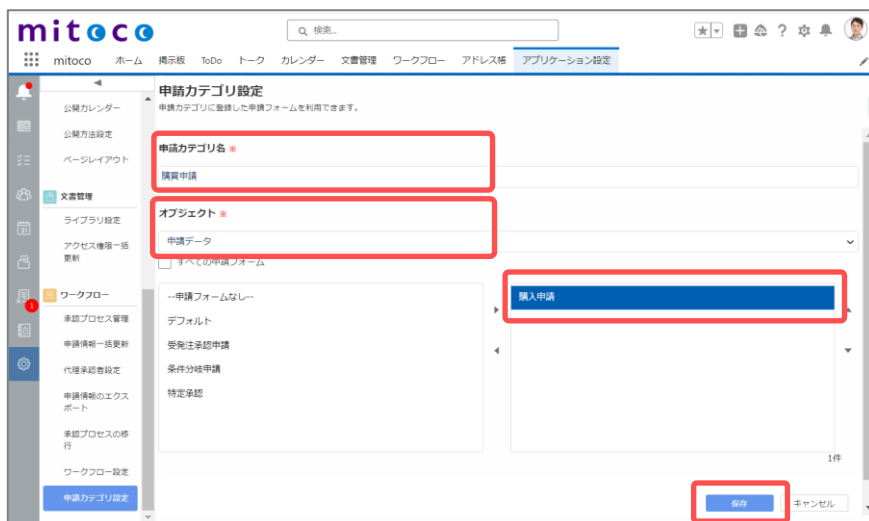 mitoco
検索...
mitoco ホーム 掲示板 ToDo トーク カレンダー 文書管理 ワークフロー アドレス帳 アプリケーション設定
公開カレンダー
公開方法設定
ページレイアウト
文書管理
ライブラリ設定
アクセス権限一括
更新
ワークフロー
承認プロセス管理
申請情報一括更新
代理承認者設定
申請情報のエクス
ポート
承認プロセスの移
行
ワークフロー設定
申請カテゴリ設定
31
1
申請カテゴリ設定
申請カテゴリに登録した申請フォームを利用できます。
申請カテゴリ名 ※
購買申請
オブジェクト ※
申請データ
すべての申請フォーム
--申請フォームなし--
デフォルト
受発注承認申請
条件分岐申請
特定承認
購入申請
1件
保存 キャンセル